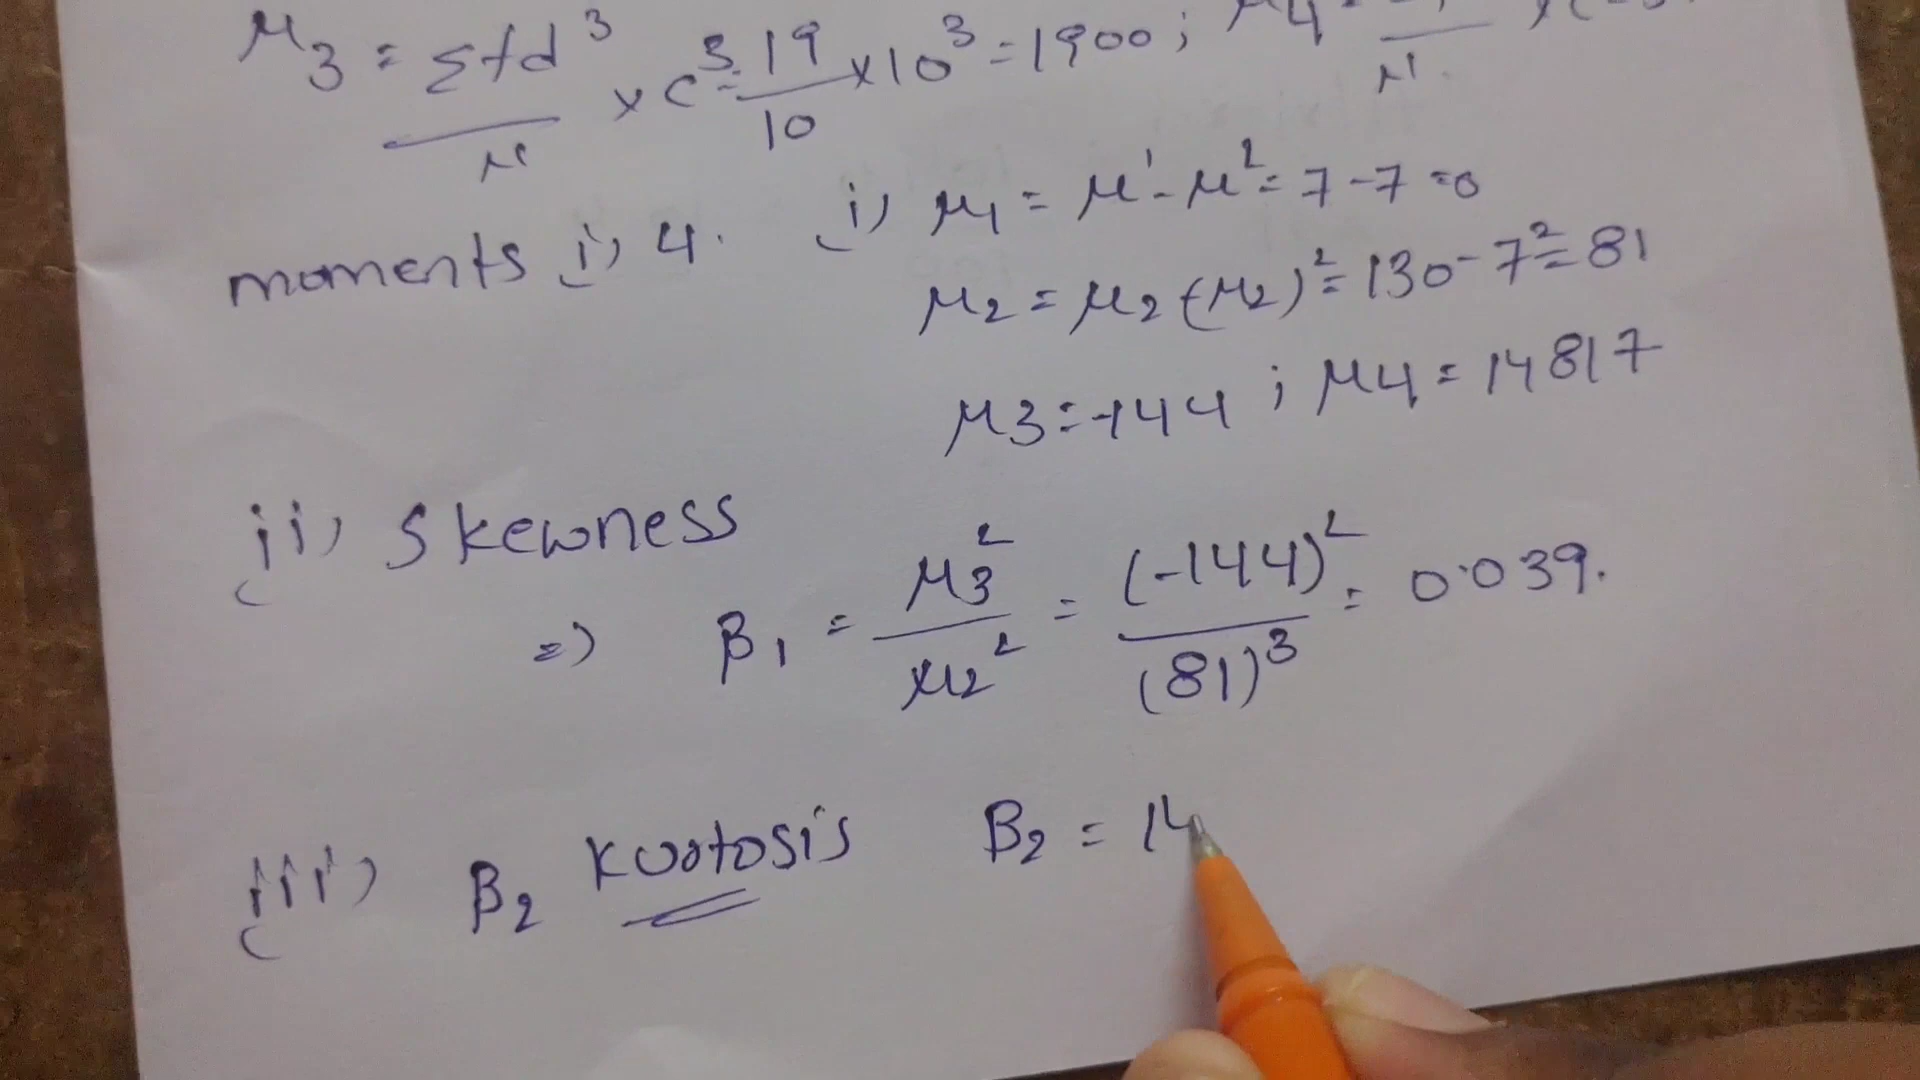 μ3 = Σfd³/N × C³ = 19/10 × 10³ = 1900 ; μ4
moments i) 4. i) μ1 = μ' - μ² = 7 - 7 = 0
μ2 = μ2 (-μ2)² = 130 - 7² = 81
μ3 = -144 ; μ4 = 14817
ii) Skewness
=) β1 = μ3²/μ2² = (-144)²/(81)³ = 0.039.
iii) β2 Kurtosis β2 = 14